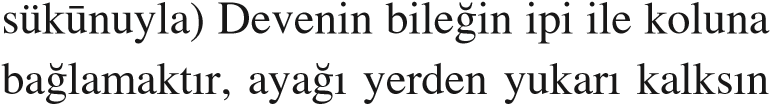 sükūnuyla) Devenin bileğin ipi ile koluna
bağlamaktır, ayağı yerden yukarı kalksın